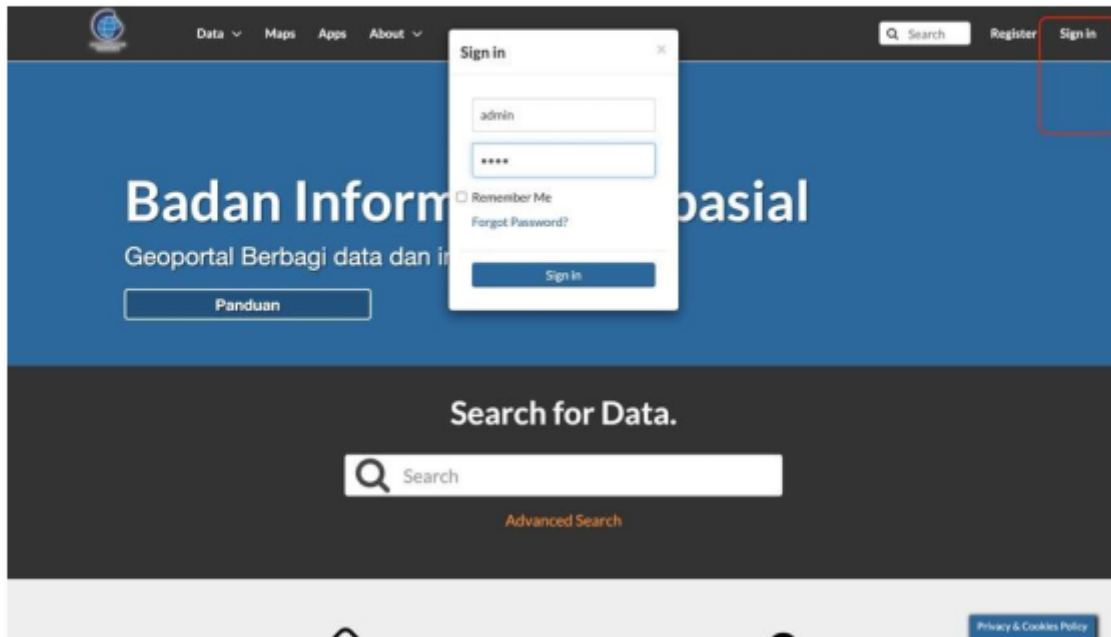 Data Maps Apps About Search Register Sign in
Sign in ×
admin
••••
Remember Me
Forgot Password?
Sign in
Badan Inform pasial
Geoportal Berbagi data dan in
Panduan
Search for Data.
Search
Advanced Search
Privacy & Cookies Policy